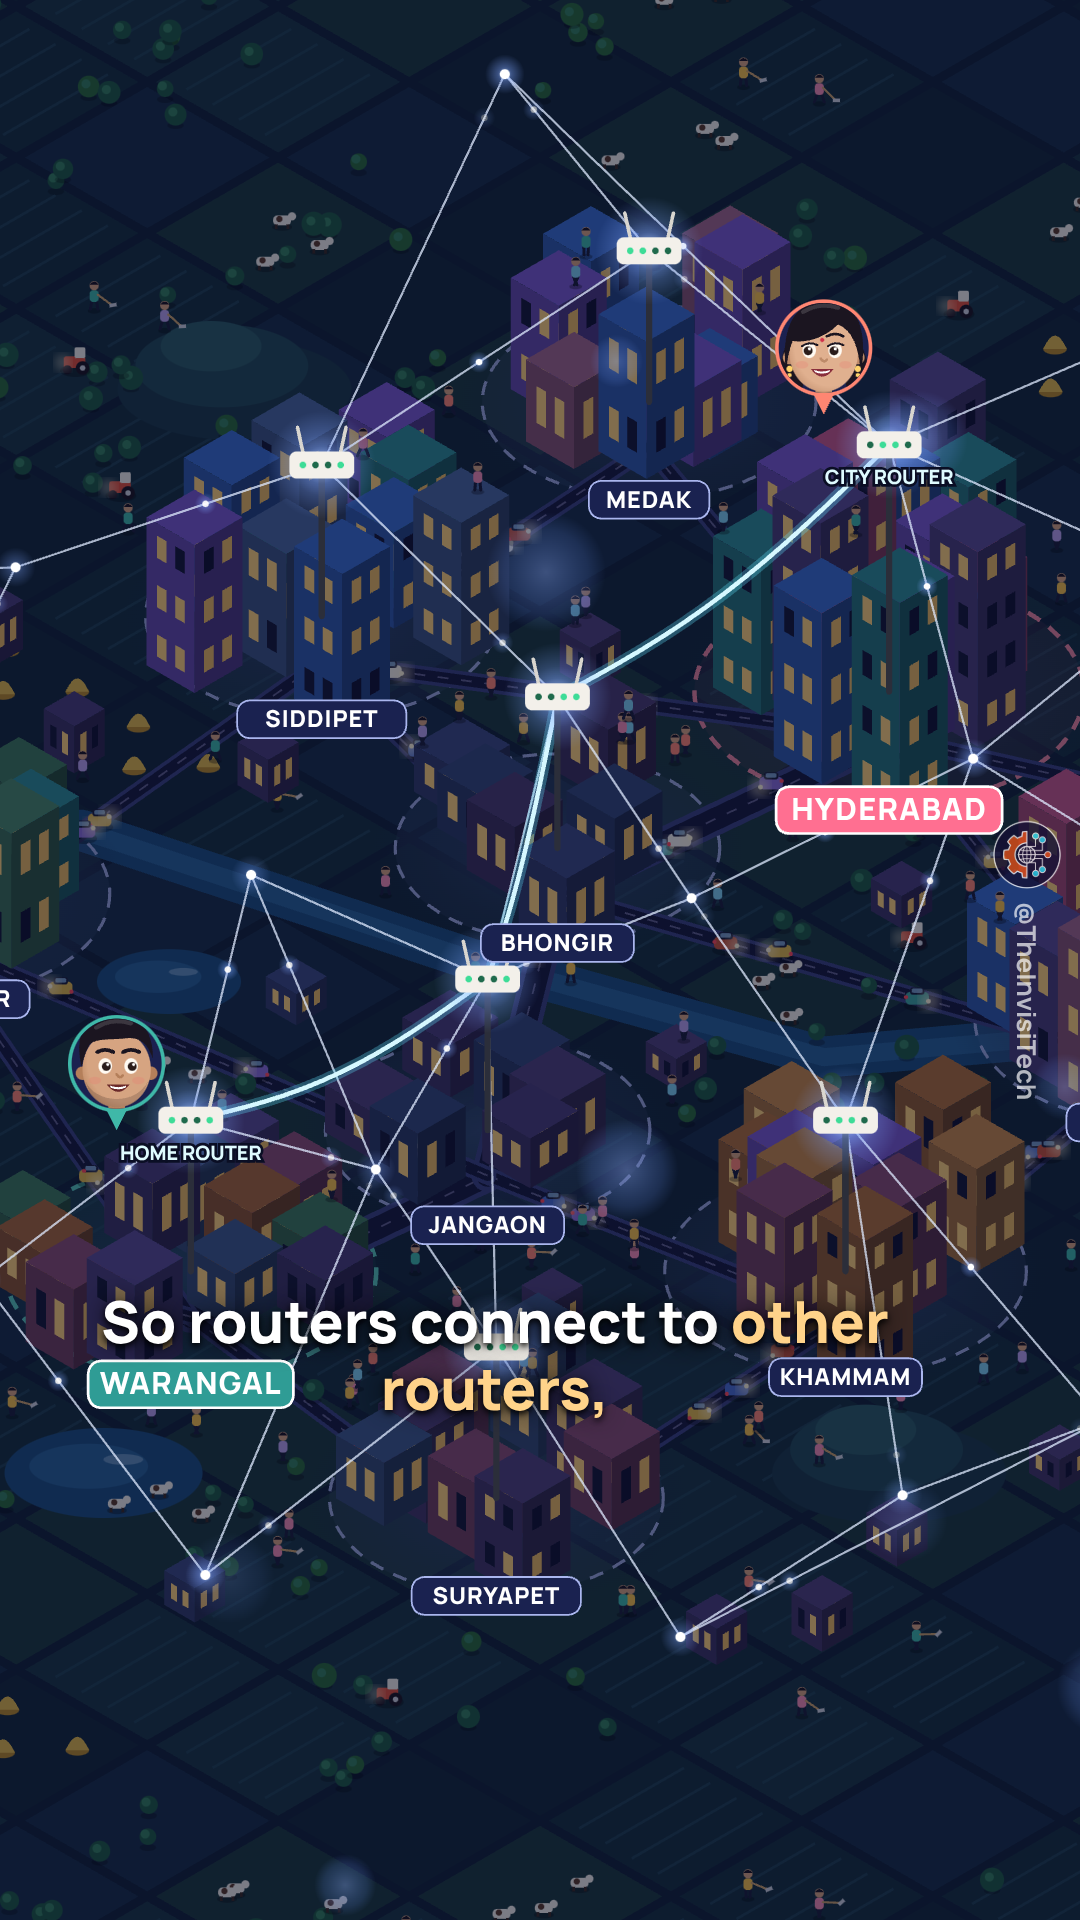 MEDAK
CITY ROUTER
SIDDIPET
HYDERABAD
@TheInvisiTech
BHONGIR
R
HOME ROUTER
JANGAON
So routers connect to other
routers,
WARANGAL
KHAMMAM
SURYAPET